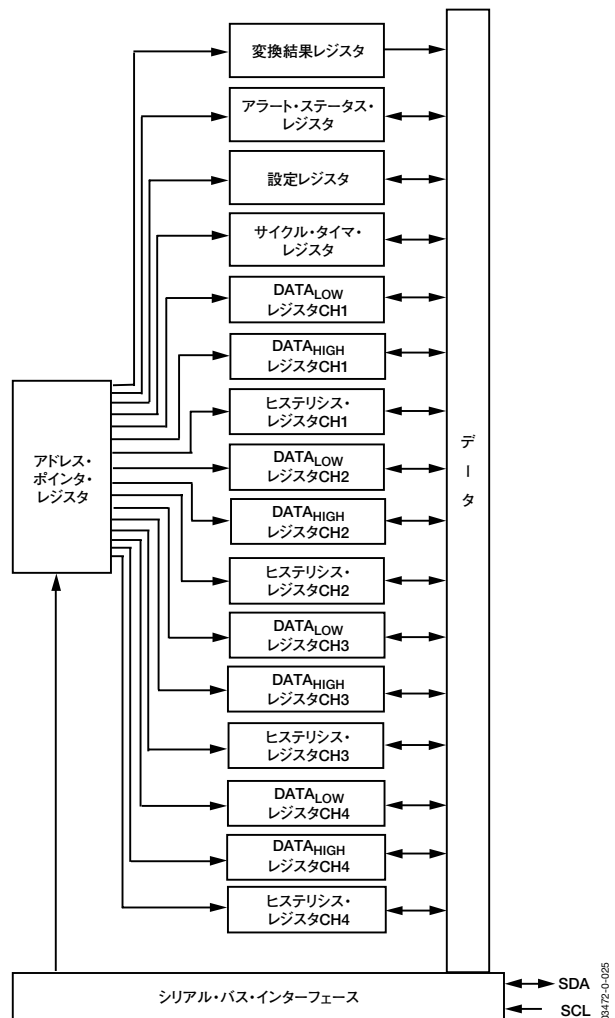 変換結果レジスタ
アラート・ステータス・
レジスタ
設定レジスタ
サイクル・タイマ・
レジスタ
DATALOW
レジスタCH1
DATAHIGH
レジスタCH1
ヒステリシス・
レジスタCH1
DATALOW
レジスタCH2
DATAHIGH
レジスタCH2
ヒステリシス・
レジスタCH2
DATALOW
レジスタCH3
DATAHIGH
レジスタCH3
ヒステリシス・
レジスタCH3
DATALOW
レジスタCH4
DATAHIGH
レジスタCH4
ヒステリシス・
レジスタCH4
アドレス・
ポインタ・
レジスタ
データ
シリアル・バス・インターフェース
SDA
SCL
03472-0-025